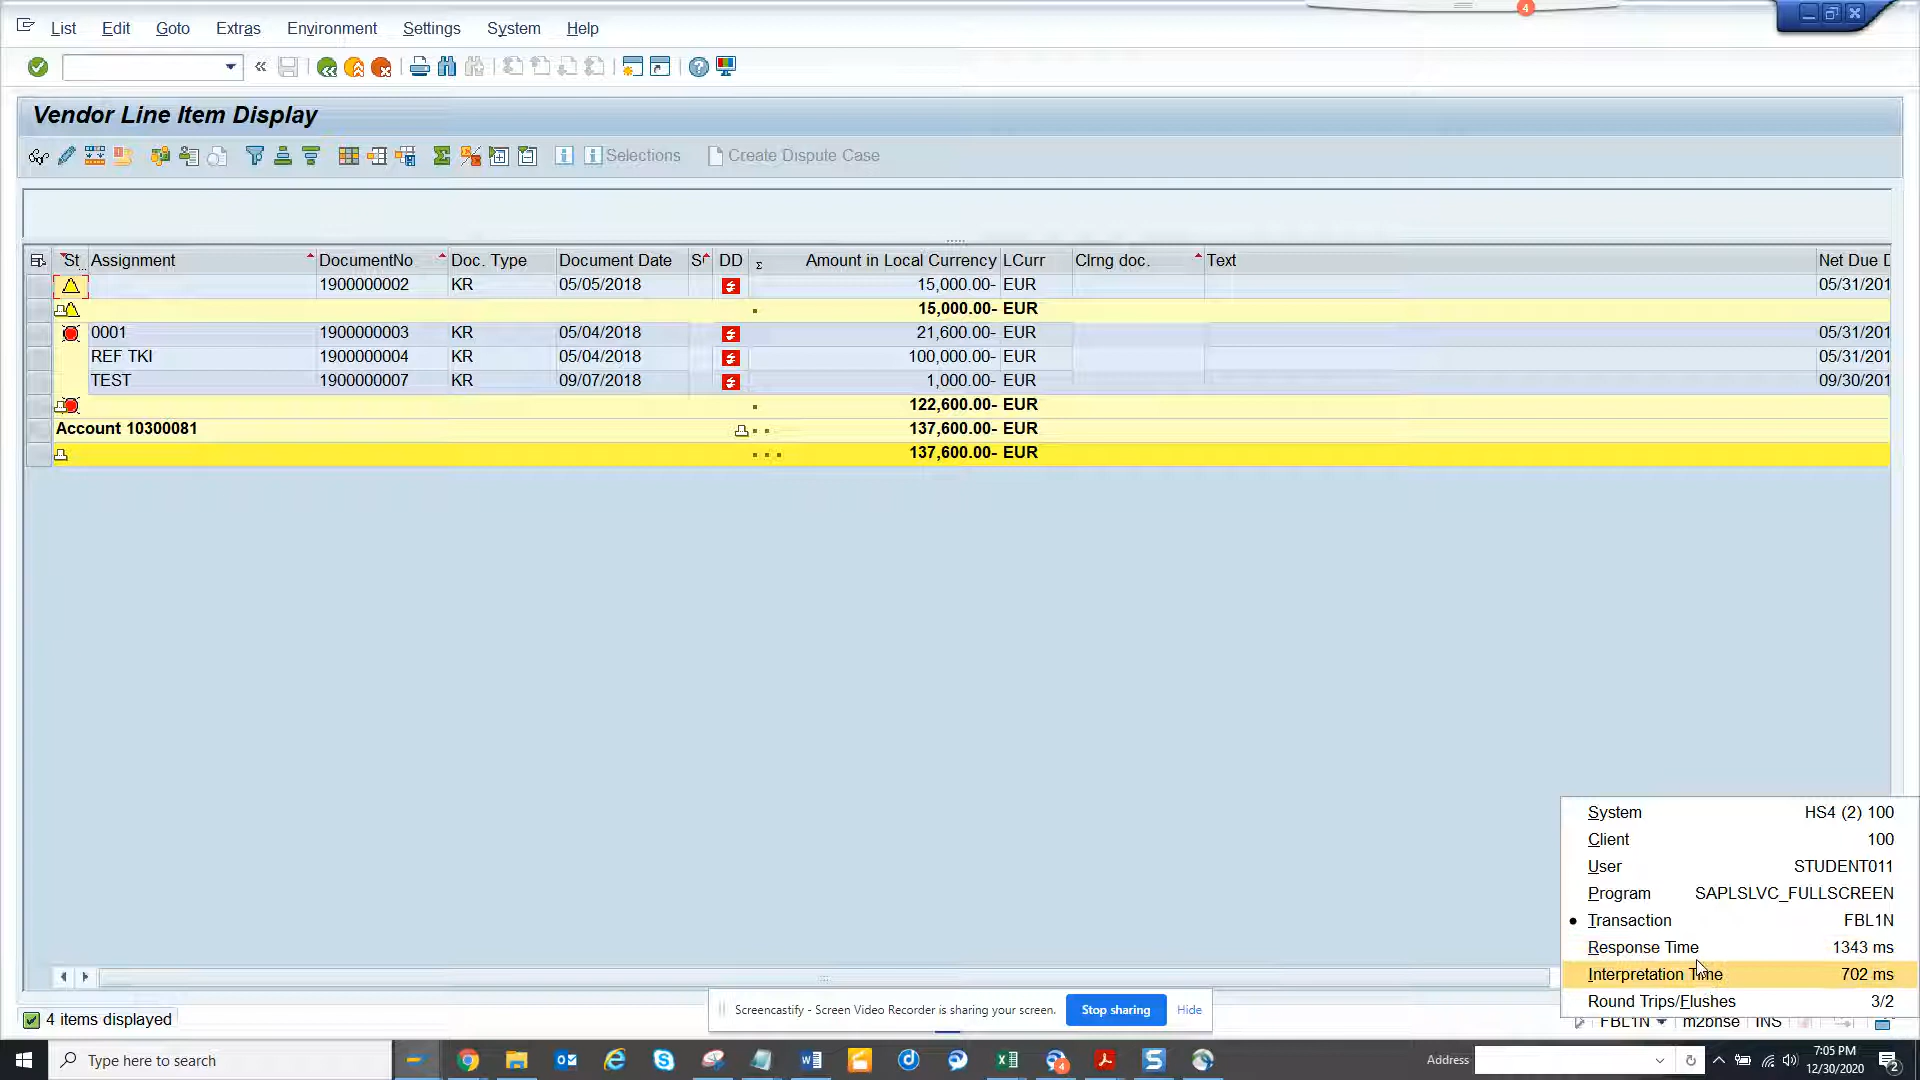 4
List Edit Goto Extras Environment Settings System Help
Vendor Line Item Display
Selections Create Dispute Case
St Assignment DocumentNo Doc. Type Document Date S DD Σ Amount in Local Currency LCurr Clrng doc. Text Net Due D
1900000002 KR 05/05/2018 15,000.00- EUR 05/31/201
15,000.00- EUR
0001 1900000003 KR 05/04/2018 21,600.00- EUR 05/31/201
REF TKI 1900000004 KR 05/04/2018 100,000.00- EUR 05/31/201
TEST 1900000007 KR 09/07/2018 1,000.00- EUR 09/30/201
122,600.00- EUR
Account 10300081 137,600.00- EUR
137,600.00- EUR
System HS4 (2) 100
Client 100
User STUDENT011
Program SAPLSLVC_FULLSCREEN
Transaction FBL1N
Response Time 1343 ms
Interpretation Time 702 ms
Round Trips/Flushes 3/2
Screencastify - Screen Video Recorder is sharing your screen. Stop sharing Hide
4 items displayed
FBL1N m2bhse INS
Type here to search
4
Address
7:05 PM
12/30/2020
2